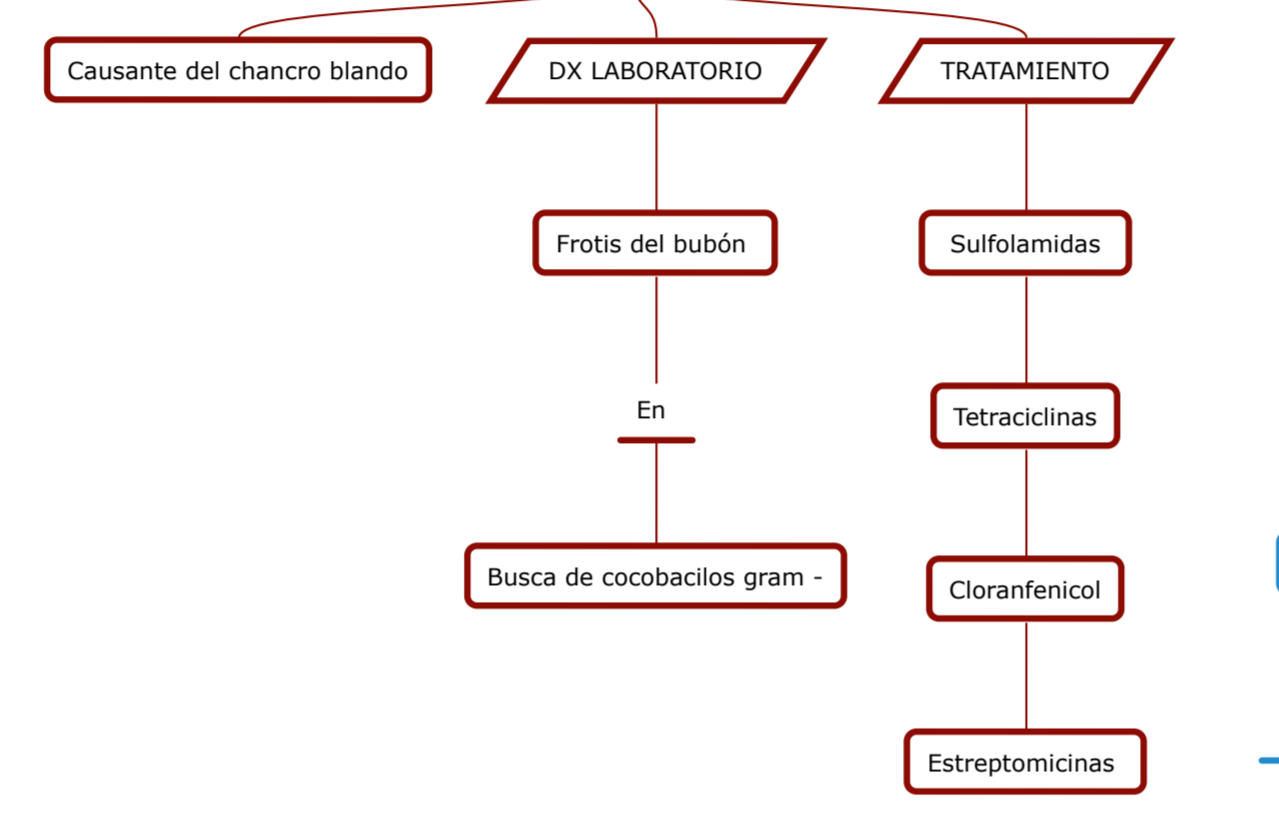 Causante del chancro blando
DX LABORATORIO
TRATAMIENTO
Frotis del bubón
Sulfolamidas
En
Tetraciclinas
Busca de cocobacilos gram -
Cloranfenicol
Estreptomicinas